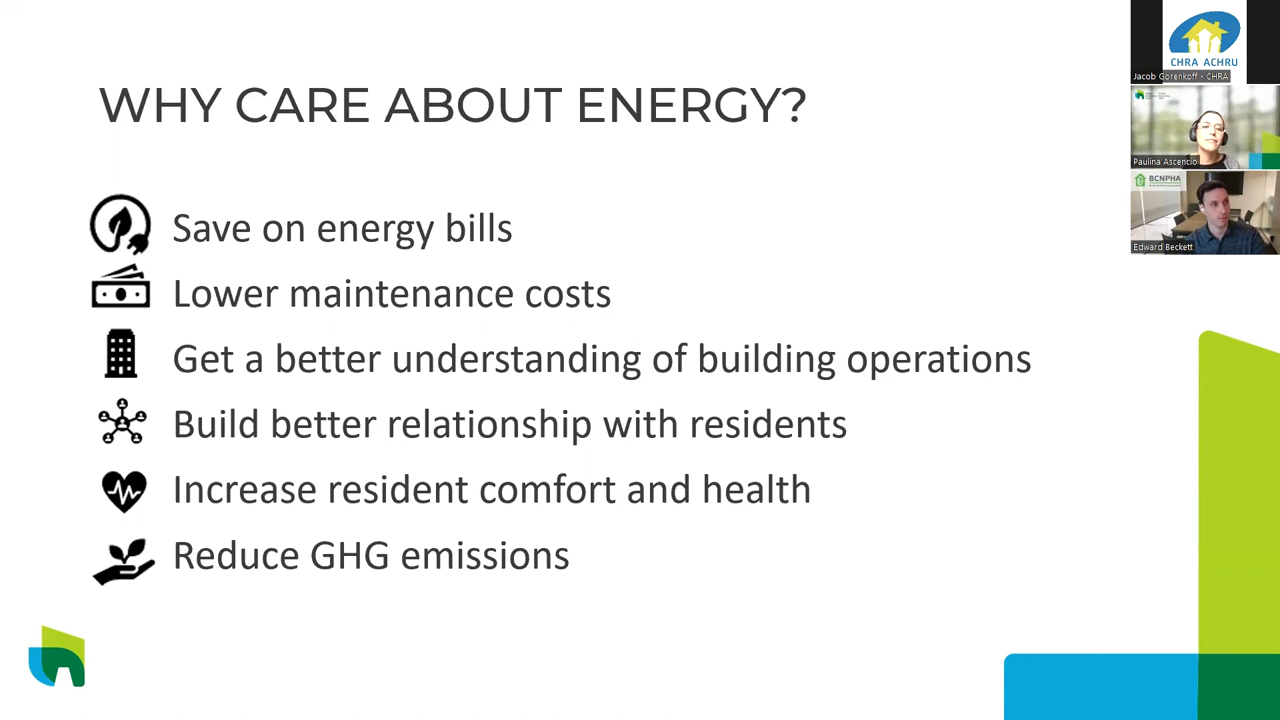 WHY CARE ABOUT ENERGY?
Save on energy bills
Lower maintenance costs
Get a better understanding of building operations
Build better relationship with residents
Increase resident comfort and health
Reduce GHG emissions
CHRA ACHRU
Jacob Gorenkoff - CHRA
Paulina Ascencio
BCNPHA
Edward Beckett